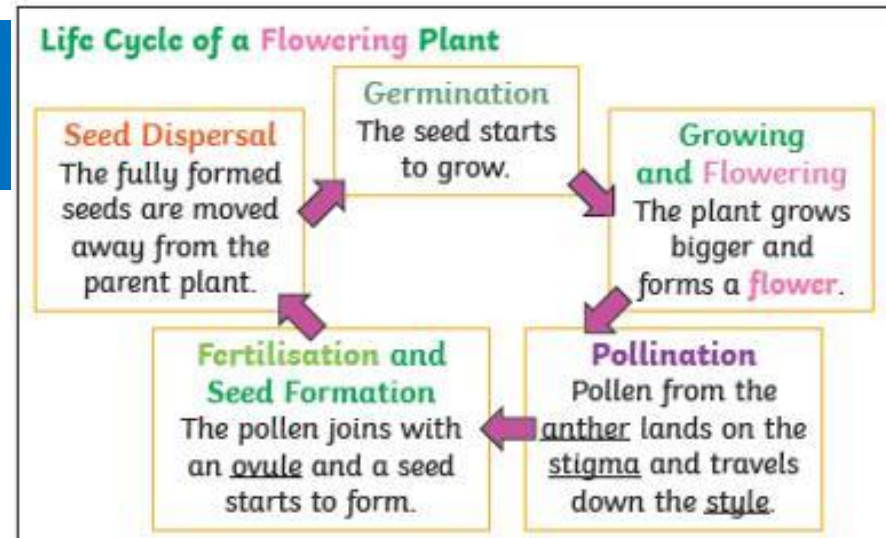 Life Cycle of a Flowering Plant
Germination
The seed starts
to grow.
Growing
and Flowering
The plant grows
bigger and
forms a flower.
Pollination
Pollen from the
anther lands on the
stigma and travels
down the style.
Fertilisation and
Seed Formation
The pollen joins with
an ovule and a seed
starts to form.
Seed Dispersal
The fully formed
seeds are moved
away from the
parent plant.